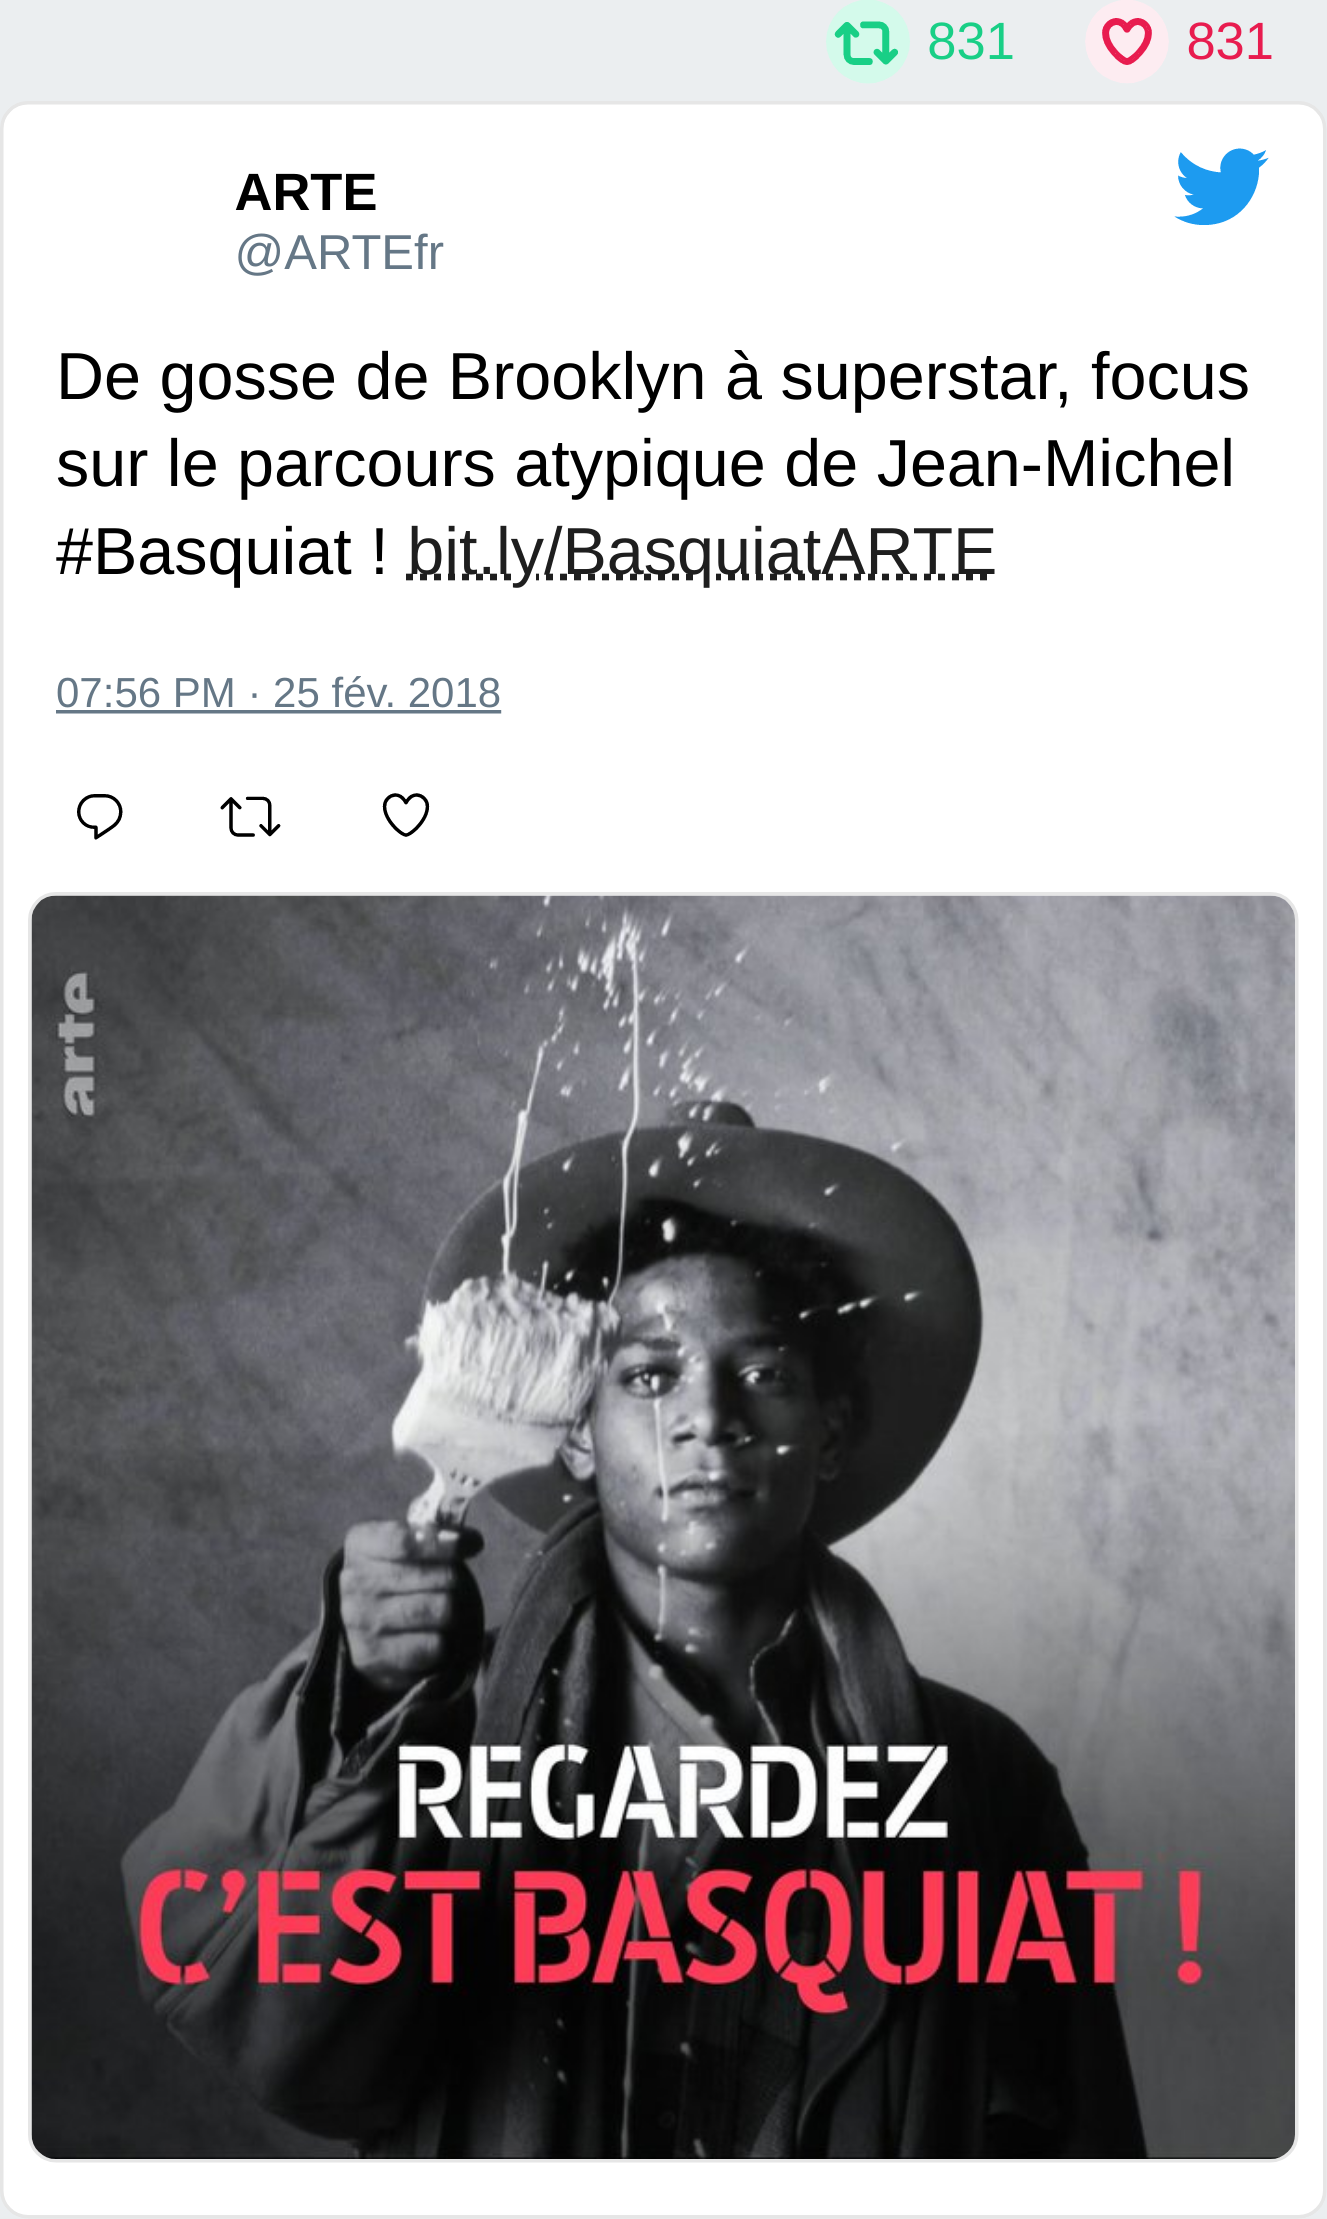 831 831
ARTE
@ARTEfr
De gosse de Brooklyn à superstar, focus
sur le parcours atypique de Jean-Michel
#Basquiat ! bit.ly/BasquiatARTE
07:56 PM · 25 fév. 2018
arte
REGARDEZ
C'EST BASQUIAT !